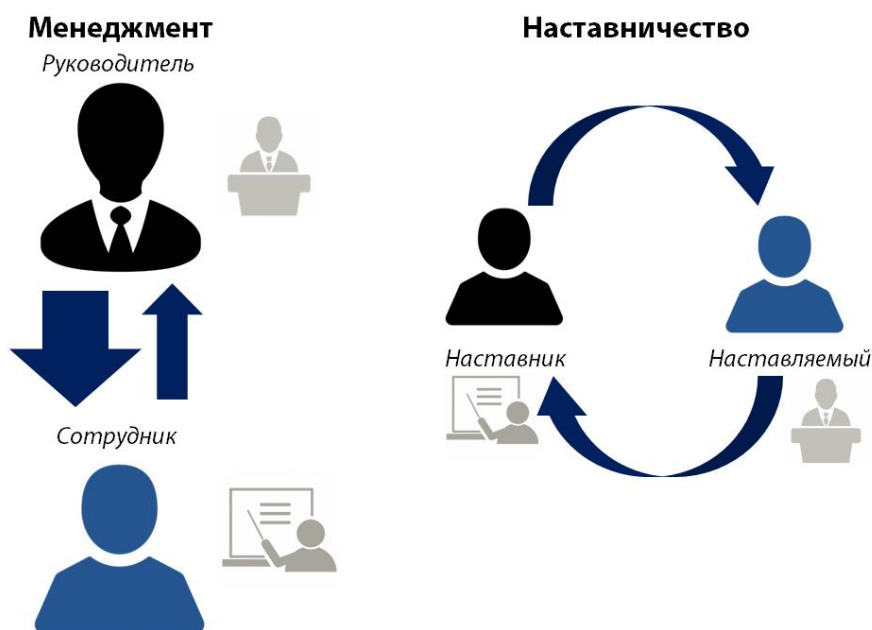 Менеджмент
Руководитель
Сотрудник
Наставничество
Наставник
Наставляемый